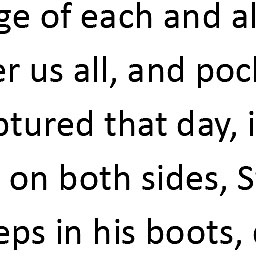 ge of each and al
er us all, and pock
ptured that day, i
on both sides, S
eps in his boots,